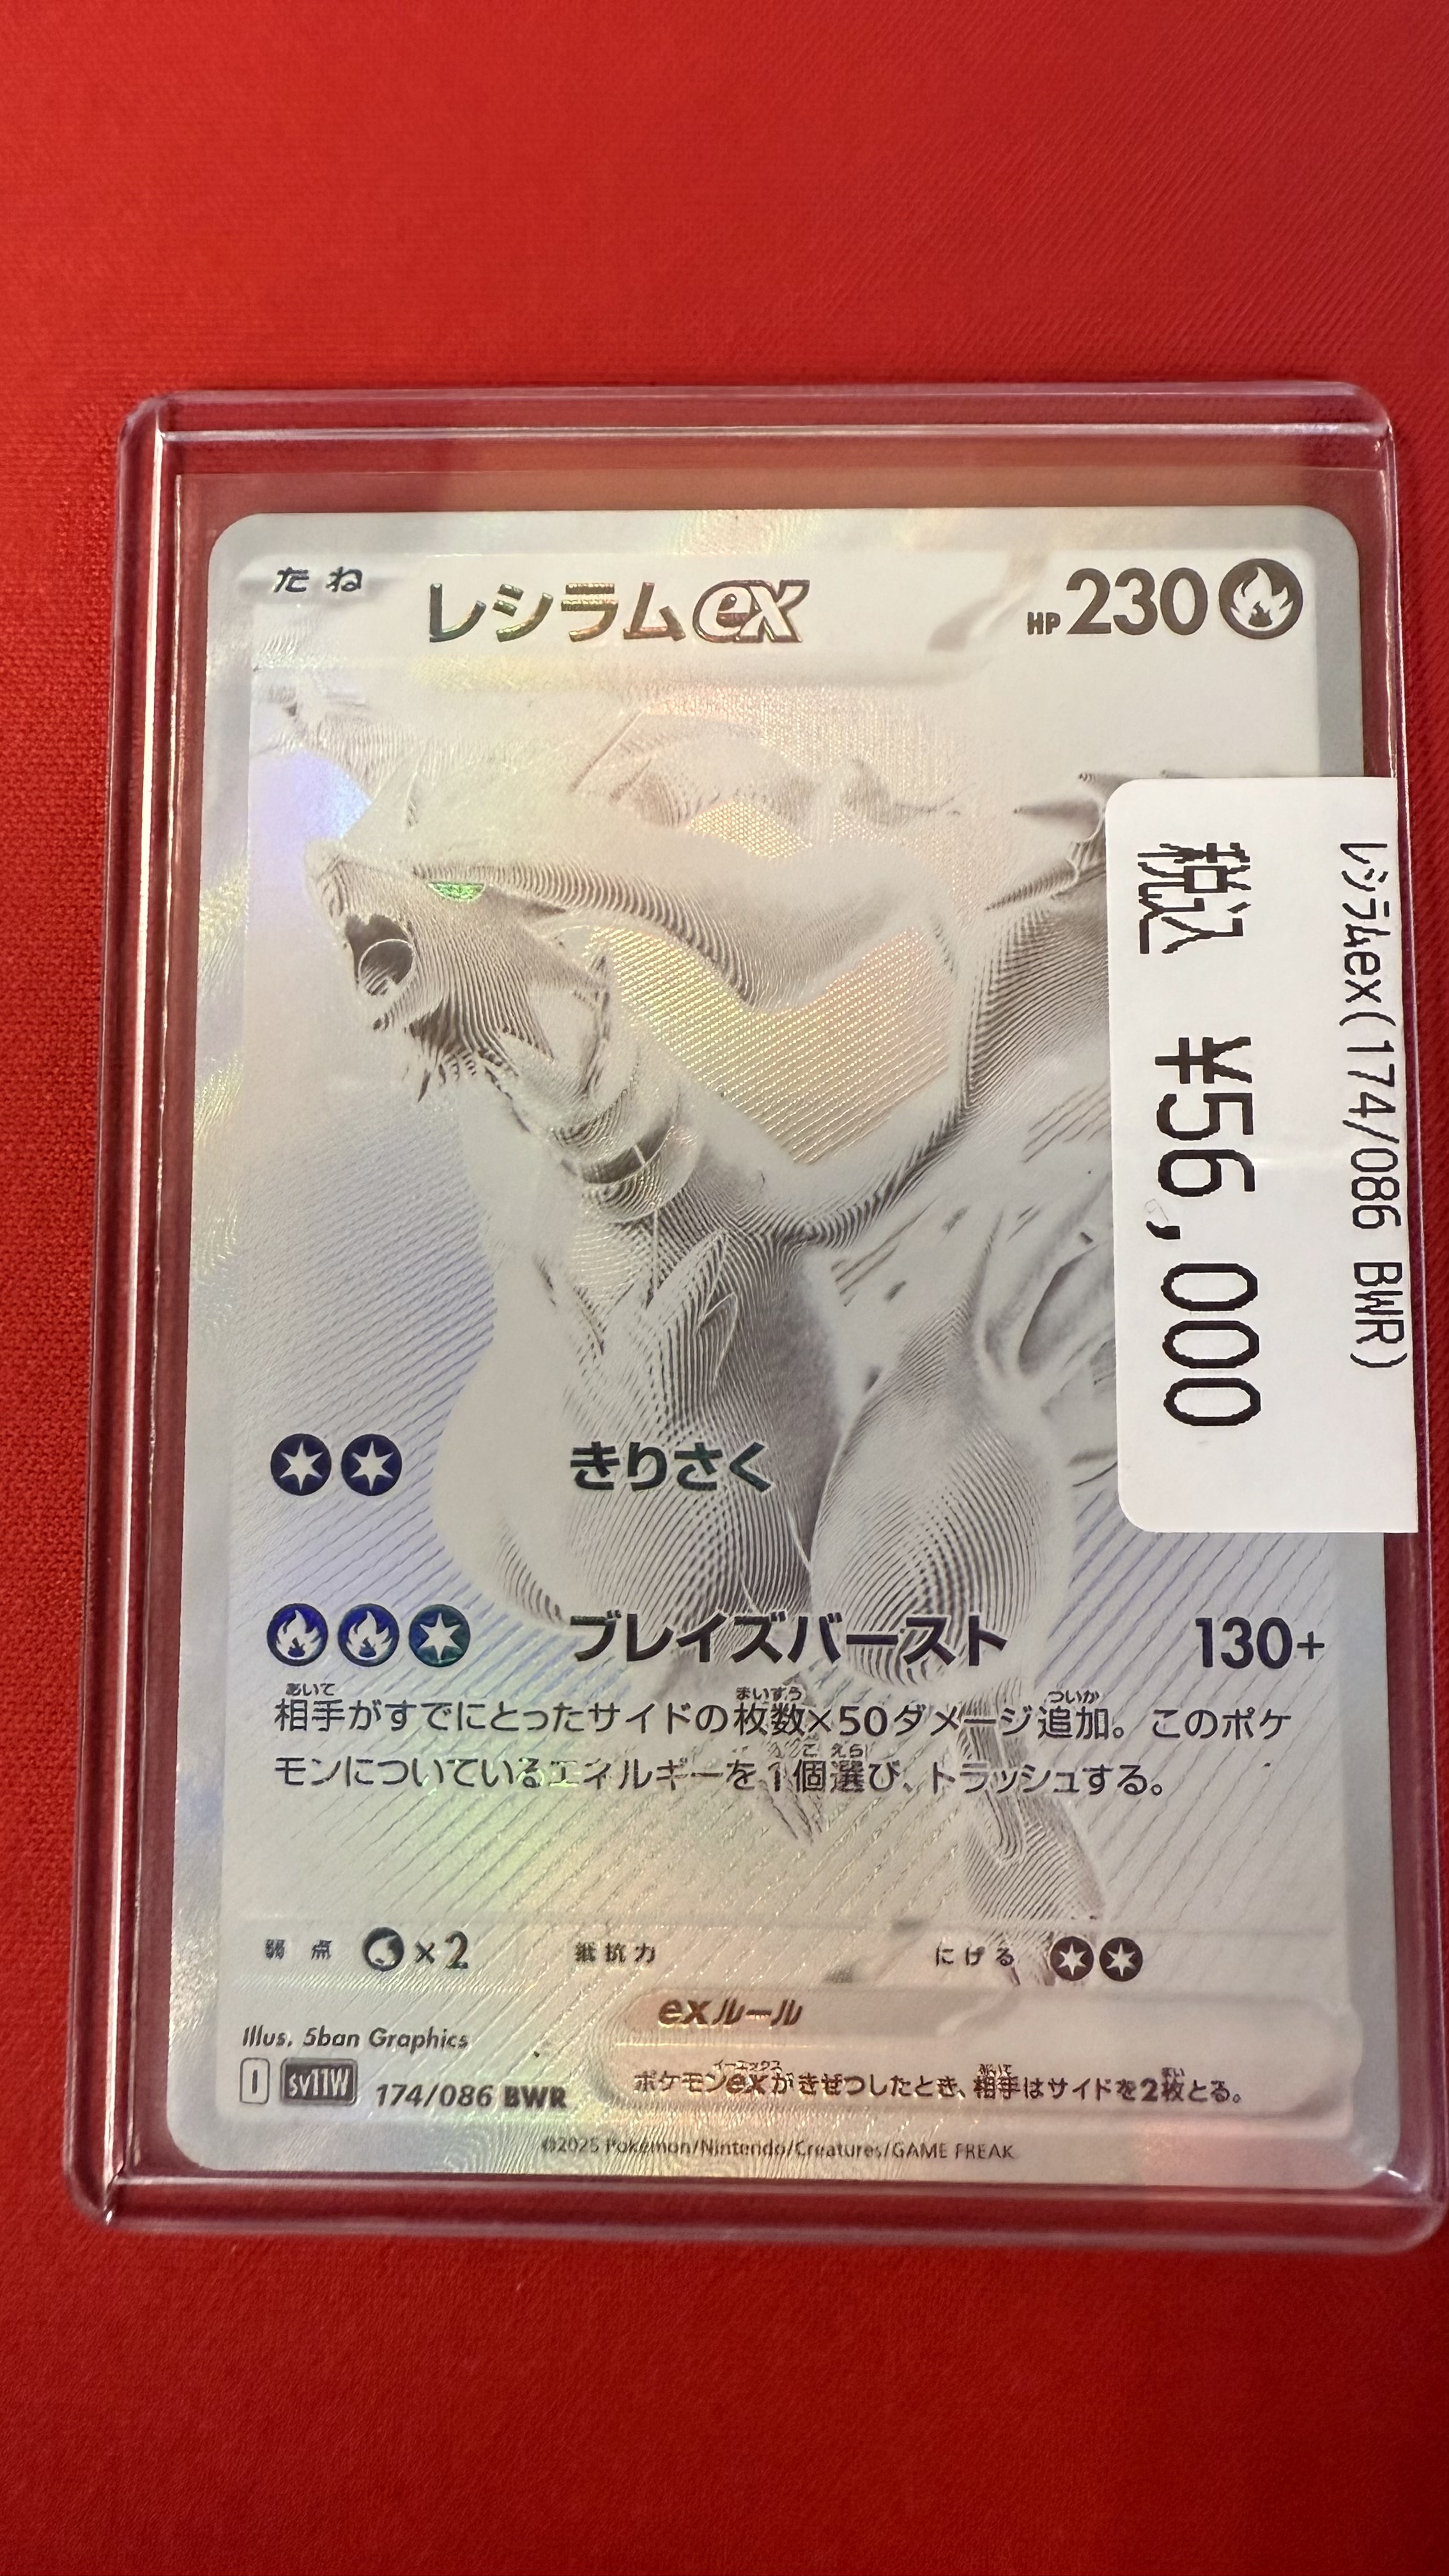 たね
レシラムex
HP230
レシラムex(174/086 BWR)
税込 ¥56,000
きりさく
ブレイズバースト 130+
相手がすでにとったサイドの枚数×50ダメージ追加。このポケ
モンについているエネルギーを1個選び、トラッシュする。
弱点 ×2 抵抗力 にげる
exルール
ポケモンexがきぜつしたとき、相手はサイドを2枚とる。
Illus. 5ban Graphics
I sv11W 174/086 BWR
©2025 Pokémon/Nintendo/Creatures/GAME FREAK